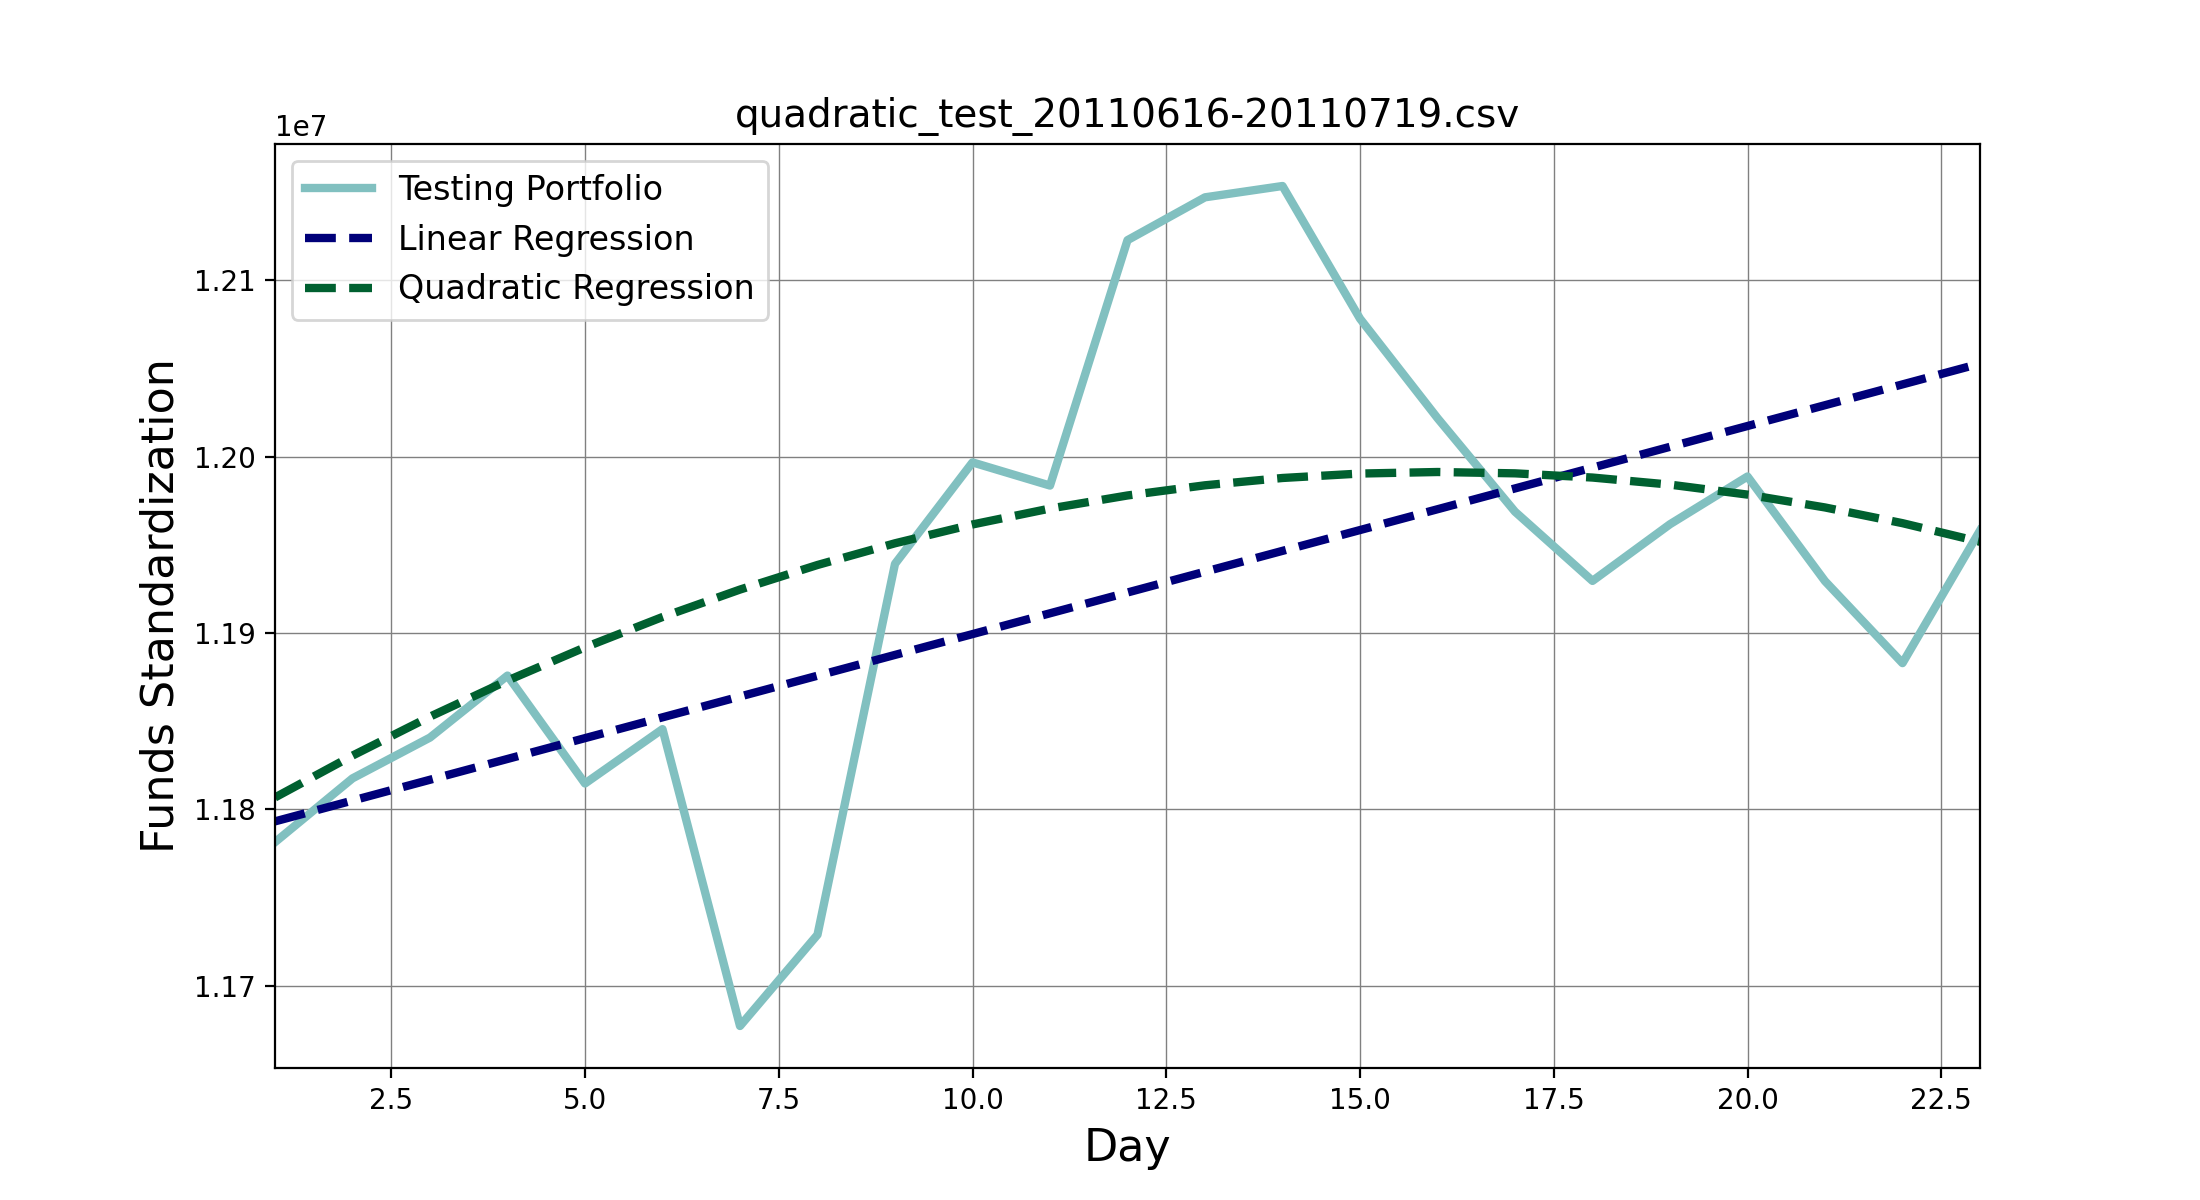 quadratic_test_20110616-20110719.csv
1e7
Testing Portfolio
Linear Regression
Quadratic Regression
1.21
1.20
1.19
1.18
1.17
Funds Standardization
2.5 5.0 7.5 10.0 12.5 15.0 17.5 20.0 22.5
Day